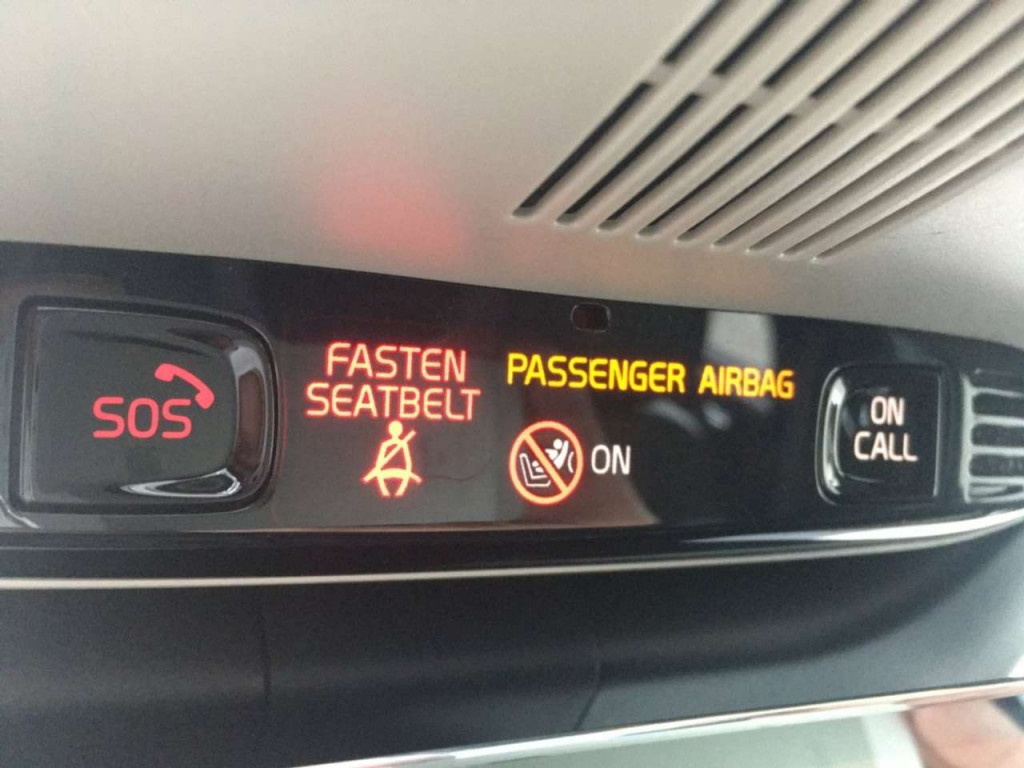 SOS
FASTEN
SEATBELT
PASSENGER AIRBAG
ON
ON
CALL